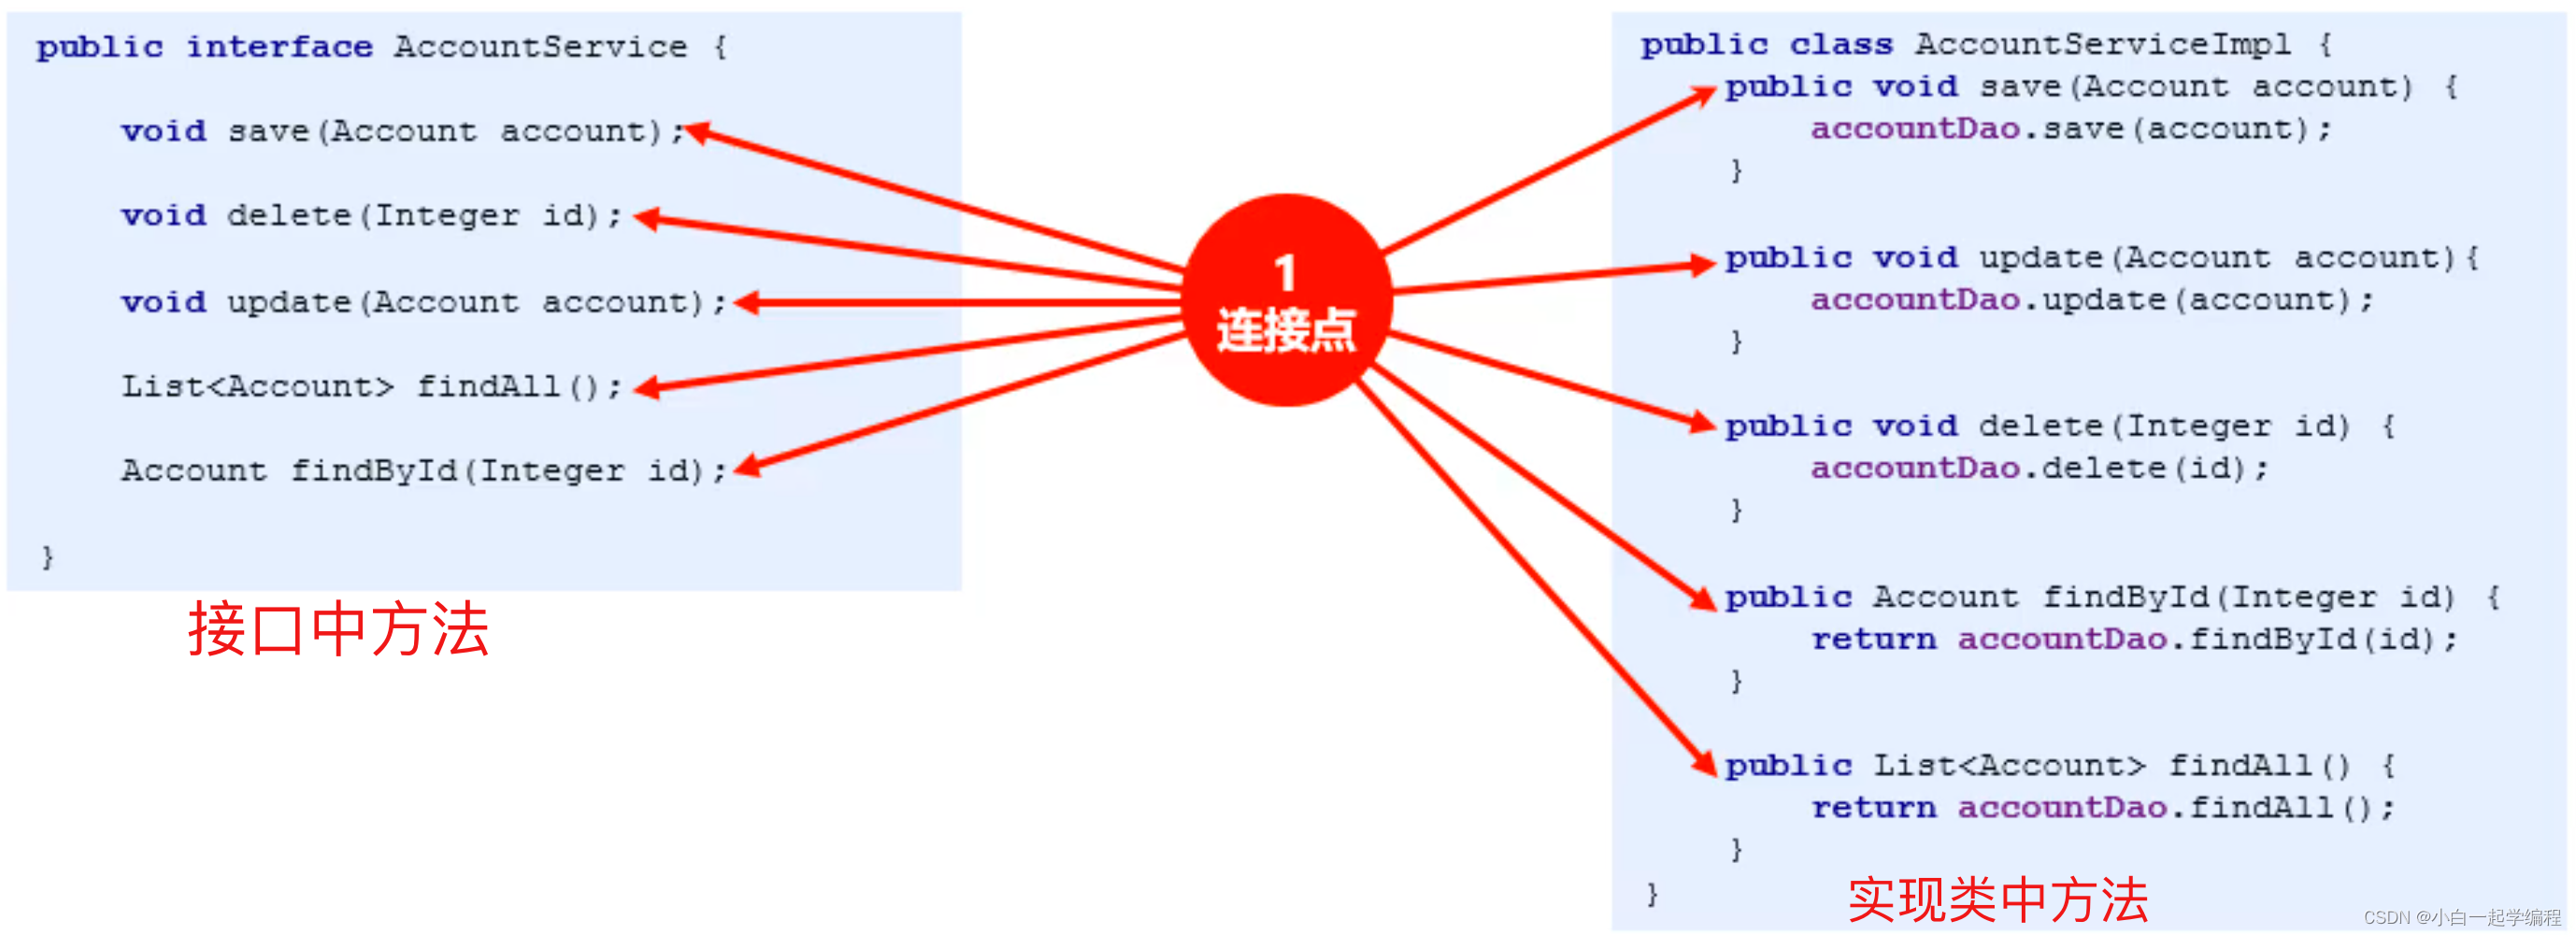 public interface AccountService {
void save(Account account);
void delete(Integer id);
void update(Account account);
List<Account> findAll();
Account findById(Integer id);
}
接口中方法
1
连接点
public class AccountServiceImpl {
public void save(Account account) {
accountDao.save(account);
}
public void update(Account account){
accountDao.update(account);
}
public void delete(Integer id) {
accountDao.delete(id);
}
public Account findById(Integer id) {
return accountDao.findById(id);
}
public List<Account> findAll() {
return accountDao.findAll();
}
}
实现类中方法
CSDN @小白一起学编程